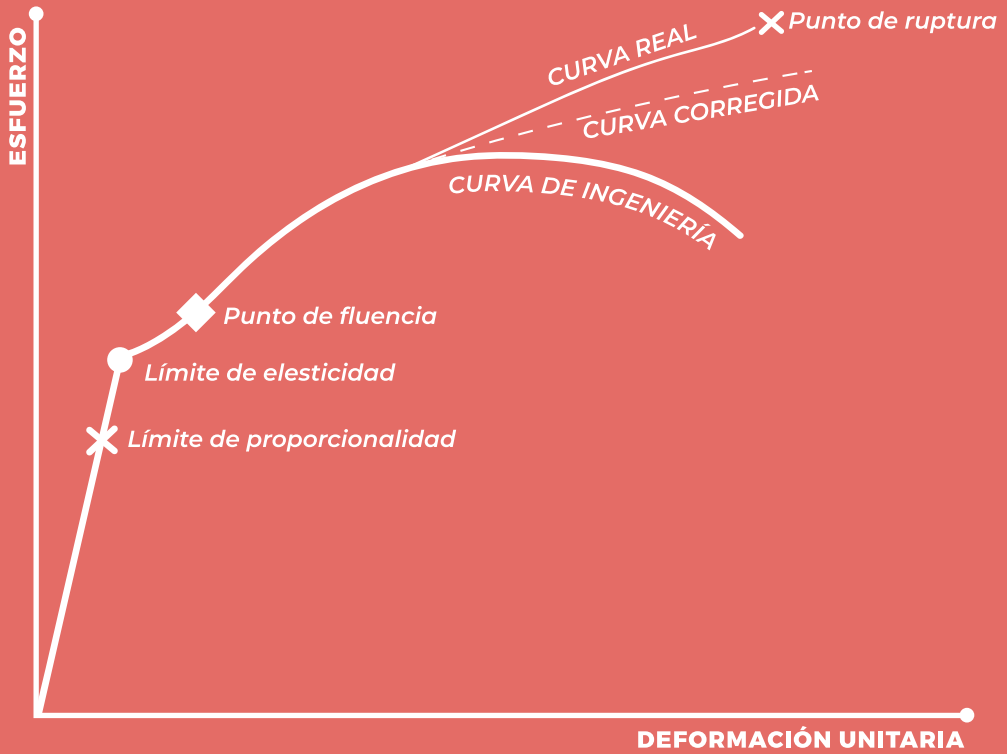 ESFUERZO
Punto de ruptura
CURVA REAL
CURVA CORREGIDA
CURVA DE INGENIERÍA
Punto de fluencia
Límite de elesticidad
Límite de proporcionalidad
DEFORMACIÓN UNITARIA